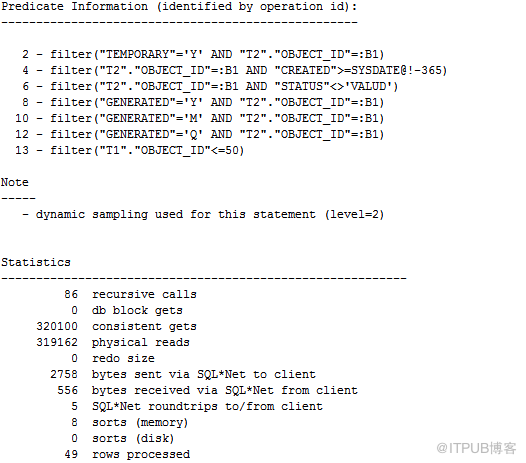 Predicate Information (identified by operation id):
---------------------------------------------------
2 - filter("TEMPORARY"='Y' AND "T2"."OBJECT_ID"=:B1)
4 - filter("T2"."OBJECT_ID"=:B1 AND "CREATED">=SYSDATE@!-365)
6 - filter("T2"."OBJECT_ID"=:B1 AND "STATUS"<>'VALUD')
8 - filter("GENERATED"='Y' AND "T2"."OBJECT_ID"=:B1)
10 - filter("GENERATED"='M' AND "T2"."OBJECT_ID"=:B1)
12 - filter("GENERATED"='Q' AND "T2"."OBJECT_ID"=:B1)
13 - filter("T1"."OBJECT_ID"<=50)
Note
-----
- dynamic sampling used for this statement (level=2)
Statistics
----------------------------------------------------------
86 recursive calls
0 db block gets
320100 consistent gets
319162 physical reads
0 redo size
2758 bytes sent via SQL*Net to client
556 bytes received via SQL*Net from client
5 SQL*Net roundtrips to/from client
8 sorts (memory)
0 sorts (disk)
49 rows processed
@ITPUB博客